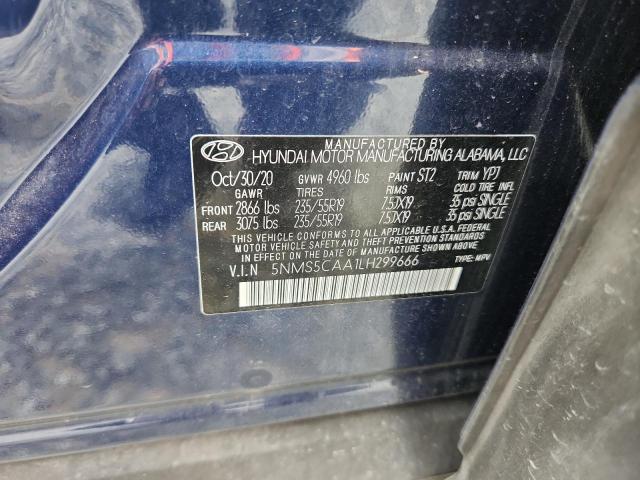 MANUFACTURED BY
HYUNDAI MOTOR MANUFACTURING ALABAMA, LLC
Oct/30/20 GVWR 4960 lbs PAINT ST2 TRIM YPJ
GAWR TIRES RIMS COLD TIRE INFL
FRONT 2866 lbs 235/55R19 7.5JX19 35 psi SINGLE
REAR 3075 lbs 235/55R19 7.5JX19 35 psi SINGLE
THIS VEHICLE CONFORMS TO ALL APPLICABLE U.S.A. FEDERAL
MOTOR VEHICLE SAFETY AND THEFT PREVENTION STANDARDS
IN EFFECT ON THE DATE OF MANUFACTURE SHOWN ABOVE.
V.I.N 5NMS5CAA1LH299666 TYPE: MPV